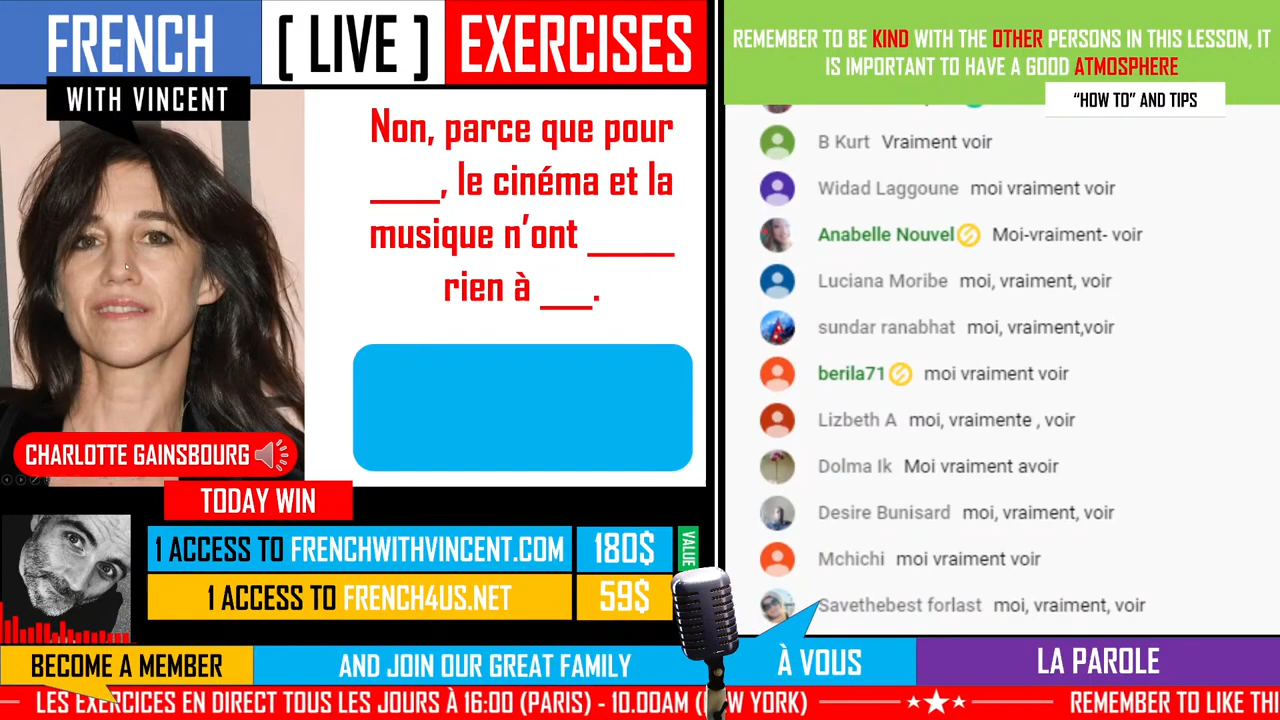 FRENCH
[ LIVE ]
EXERCISES
WITH VINCENT
Non, parce que pour
____, le cinéma et la
musique n’ont _____
rien à ___.
CHARLOTTE GAINSBOURG
TODAY WIN
1 ACCESS TO FRENCHWITHVINCENT.COM 180$
VALUE
1 ACCESS TO FRENCH4US.NET 59$
REMEMBER TO BE KIND WITH THE OTHER PERSONS IN THIS LESSON, IT
IS IMPORTANT TO HAVE A GOOD ATMOSPHERE
“HOW TO” AND TIPS
B Kurt Vraiment voir
Widad Laggoune moi vraiment voir
Anabelle Nouvel Moi-vraiment- voir
Luciana Moribe moi, vraiment, voir
sundar ranabhat moi, vraiment,voir
berila71 moi vraiment voir
Lizbeth A moi, vraimente , voir
Dolma Ik Moi vraiment avoir
Desire Bunisard moi, vraiment, voir
Mchichi moi vraiment voir
Savethebest forlast moi, vraiment, voir
BECOME A MEMBER
AND JOIN OUR GREAT FAMILY
À VOUS
LA PAROLE
LES EXERCICES EN DIRECT TOUS LES JOURS À 16:00 (PARIS) - 10.00AM (NEW YORK)
REMEMBER TO LIKE THI